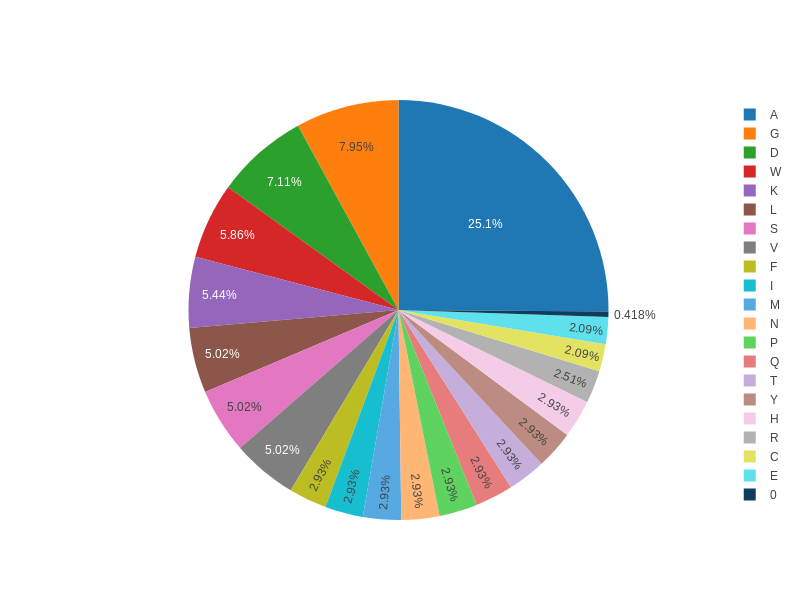 25.1%
7.95%
7.11%
5.86%
5.44%
5.02%
5.02%
5.02%
2.93%
2.93%
2.93%
2.93%
2.93%
2.93%
2.93%
2.93%
2.93%
2.51%
2.09%
2.09%
0.418%
A
G
D
W
K
L
S
V
F
I
M
N
P
Q
T
Y
H
R
C
E
0